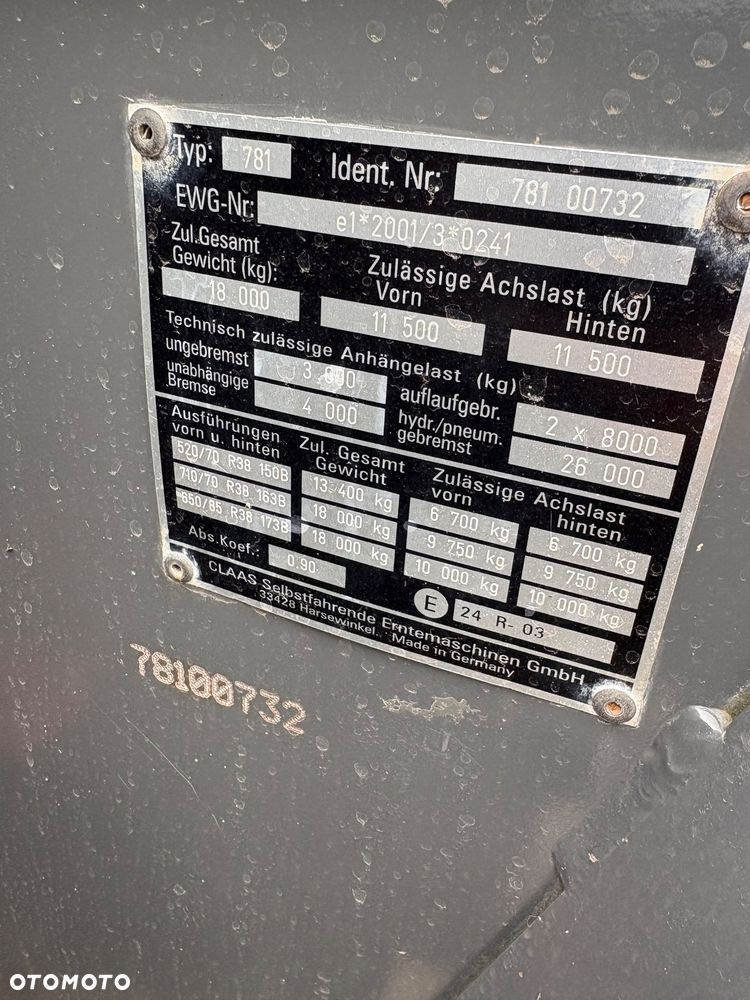 Typ: 781 Ident. Nr: 781 00732
EWG-Nr: e1*2001/3*0241
Zul.Gesamt
Gewicht (kg):
18 000
Zulässige Achslast (kg)
Vorn Hinten
11 500 11 500
Technisch zulässige Anhängelast (kg)
ungebremst 3 000 auflaufgebr. 2 x 8000
unabhängige
Bremse 4 000
hydr./pneum.
gebremst 26 000
Ausführungen
vorn u. hinten
Zul. Gesamt
Gewicht
Zulässige Achslast
vorn hinten
520/70 R38 150B 13 400 kg 6 700 kg 6 700 kg
710/70 R38 163B 18 000 kg 9 750 kg 9 750 kg
*650/85 R38 173B 18 000 kg 10 000 kg 10 000 kg
Abs.Koef.: 0.90 E 24 R- 03
CLAAS Selbstfahrende Erntemaschinen GmbH
33428 Harsewinkel. Made in Germany
78100732
OTOMOTO